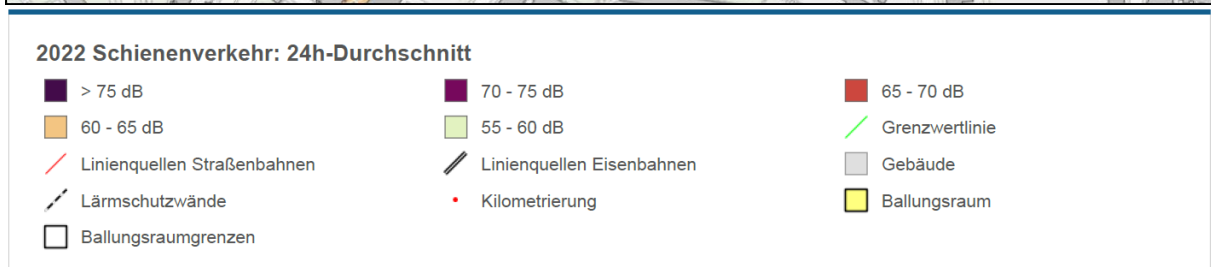 2022 Schienenverkehr: 24h-Durchschnitt
> 75 dB
70 - 75 dB
65 - 70 dB
60 - 65 dB
55 - 60 dB
Grenzwertlinie
Linienquellen Straßenbahnen
Linienquellen Eisenbahnen
Gebäude
Lärmschutzwände
Kilometrierung
Ballungsraum
Ballungsraumgrenzen